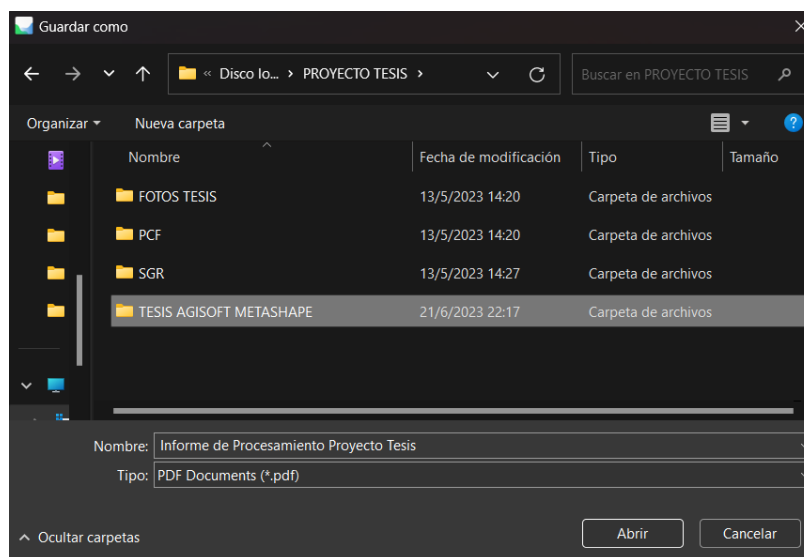 Guardar como
« Disco lo... › PROYECTO TESIS ›
Buscar en PROYECTO TESIS
Organizar
Nueva carpeta
?
Nombre Fecha de modificación Tipo Tamaño
FOTOS TESIS 13/5/2023 14:20 Carpeta de archivos
PCF 13/5/2023 14:20 Carpeta de archivos
SGR 13/5/2023 14:27 Carpeta de archivos
TESIS AGISOFT METASHAPE 21/6/2023 22:17 Carpeta de archivos
Nombre: Informe de Procesamiento Proyecto Tesis
Tipo: PDF Documents (*.pdf)
Ocultar carpetas
Abrir
Cancelar